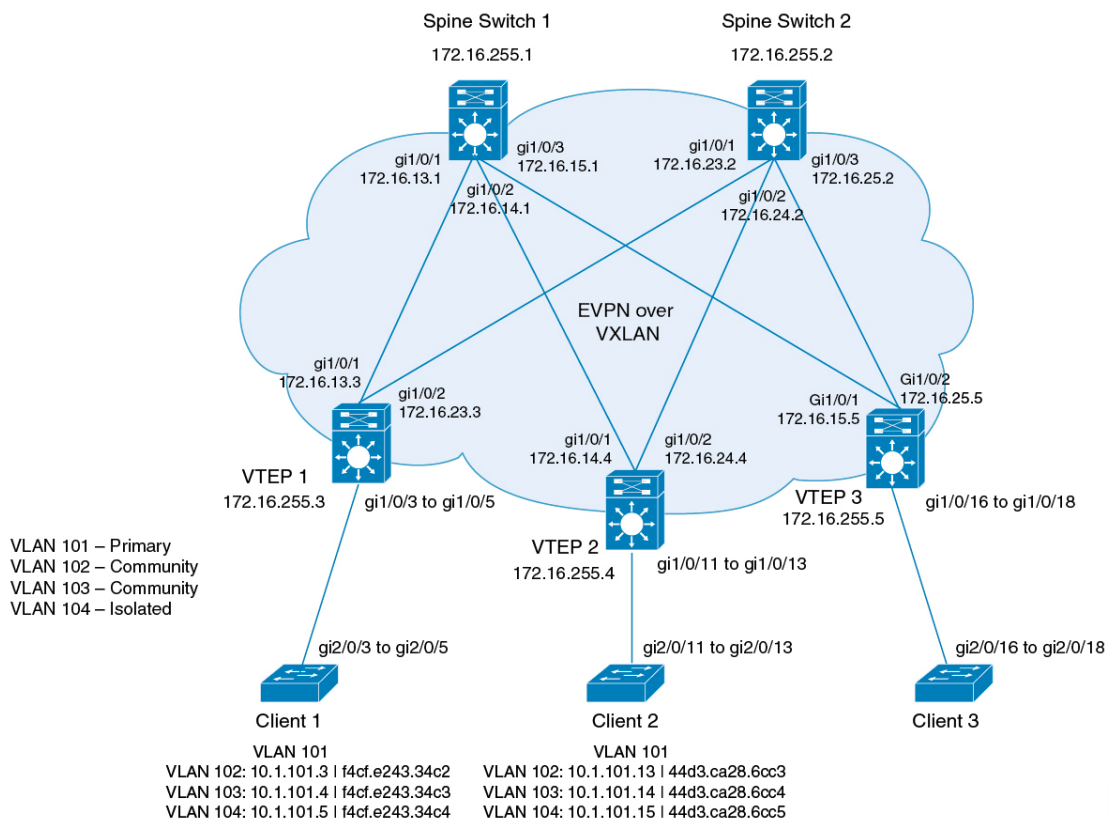 Spine Switch 1
172.16.255.1
Spine Switch 2
172.16.255.2
gi1/0/1
172.16.13.1
gi1/0/3
172.16.15.1
gi1/0/2
172.16.14.1
gi1/0/1
172.16.23.2
gi1/0/3
172.16.25.2
gi1/0/2
172.16.24.2
EVPN over
VXLAN
gi1/0/1
172.16.13.3
gi1/0/2
172.16.23.3
gi1/0/1
172.16.14.4
gi1/0/2
172.16.24.4
Gi1/0/2
172.16.25.5
Gi1/0/1
172.16.15.5
VTEP 1
172.16.255.3
gi1/0/3 to gi1/0/5
VTEP 2
172.16.255.4
gi1/0/11 to gi1/0/13
VTEP 3
172.16.255.5
gi1/0/16 to gi1/0/18
VLAN 101 – Primary
VLAN 102 – Community
VLAN 103 – Community
VLAN 104 – Isolated
gi2/0/3 to gi2/0/5
gi2/0/11 to gi2/0/13
gi2/0/16 to gi2/0/18
Client 1
VLAN 101
VLAN 102: 10.1.101.3 | f4cf.e243.34c2
VLAN 103: 10.1.101.4 | f4cf.e243.34c3
VLAN 104: 10.1.101.5 | f4cf.e243.34c4
Client 2
VLAN 101
VLAN 102: 10.1.101.13 | 44d3.ca28.6cc3
VLAN 103: 10.1.101.14 | 44d3.ca28.6cc4
VLAN 104: 10.1.101.15 | 44d3.ca28.6cc5
Client 3